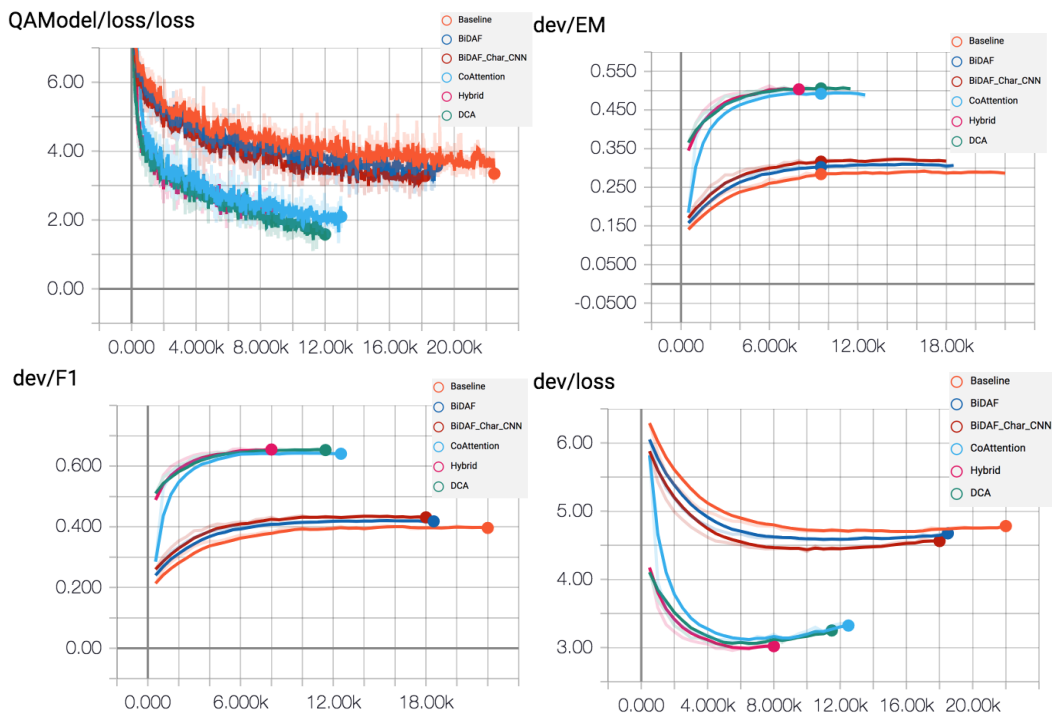 QAModel/loss/loss
Baseline
BiDAF
BiDAF_Char_CNN
CoAttention
Hybrid
DCA
6.00
4.00
2.00
0.00
0.000 4.000k 8.000k 12.00k 16.00k 20.00k
dev/EM
Baseline
BiDAF
BiDAF_Char_CNN
CoAttention
Hybrid
DCA
0.550
0.450
0.350
0.250
0.150
0.0500
-0.0500
0.000 6.000k 12.00k 18.00k
dev/F1
Baseline
BiDAF
BiDAF_Char_CNN
CoAttention
Hybrid
DCA
0.600
0.400
0.200
0.00
0.000 6.000k 12.00k 18.00k
dev/loss
Baseline
BiDAF
BiDAF_Char_CNN
CoAttention
Hybrid
DCA
6.00
5.00
4.00
3.00
0.000 4.000k 8.000k 12.00k 16.00k 20.00k